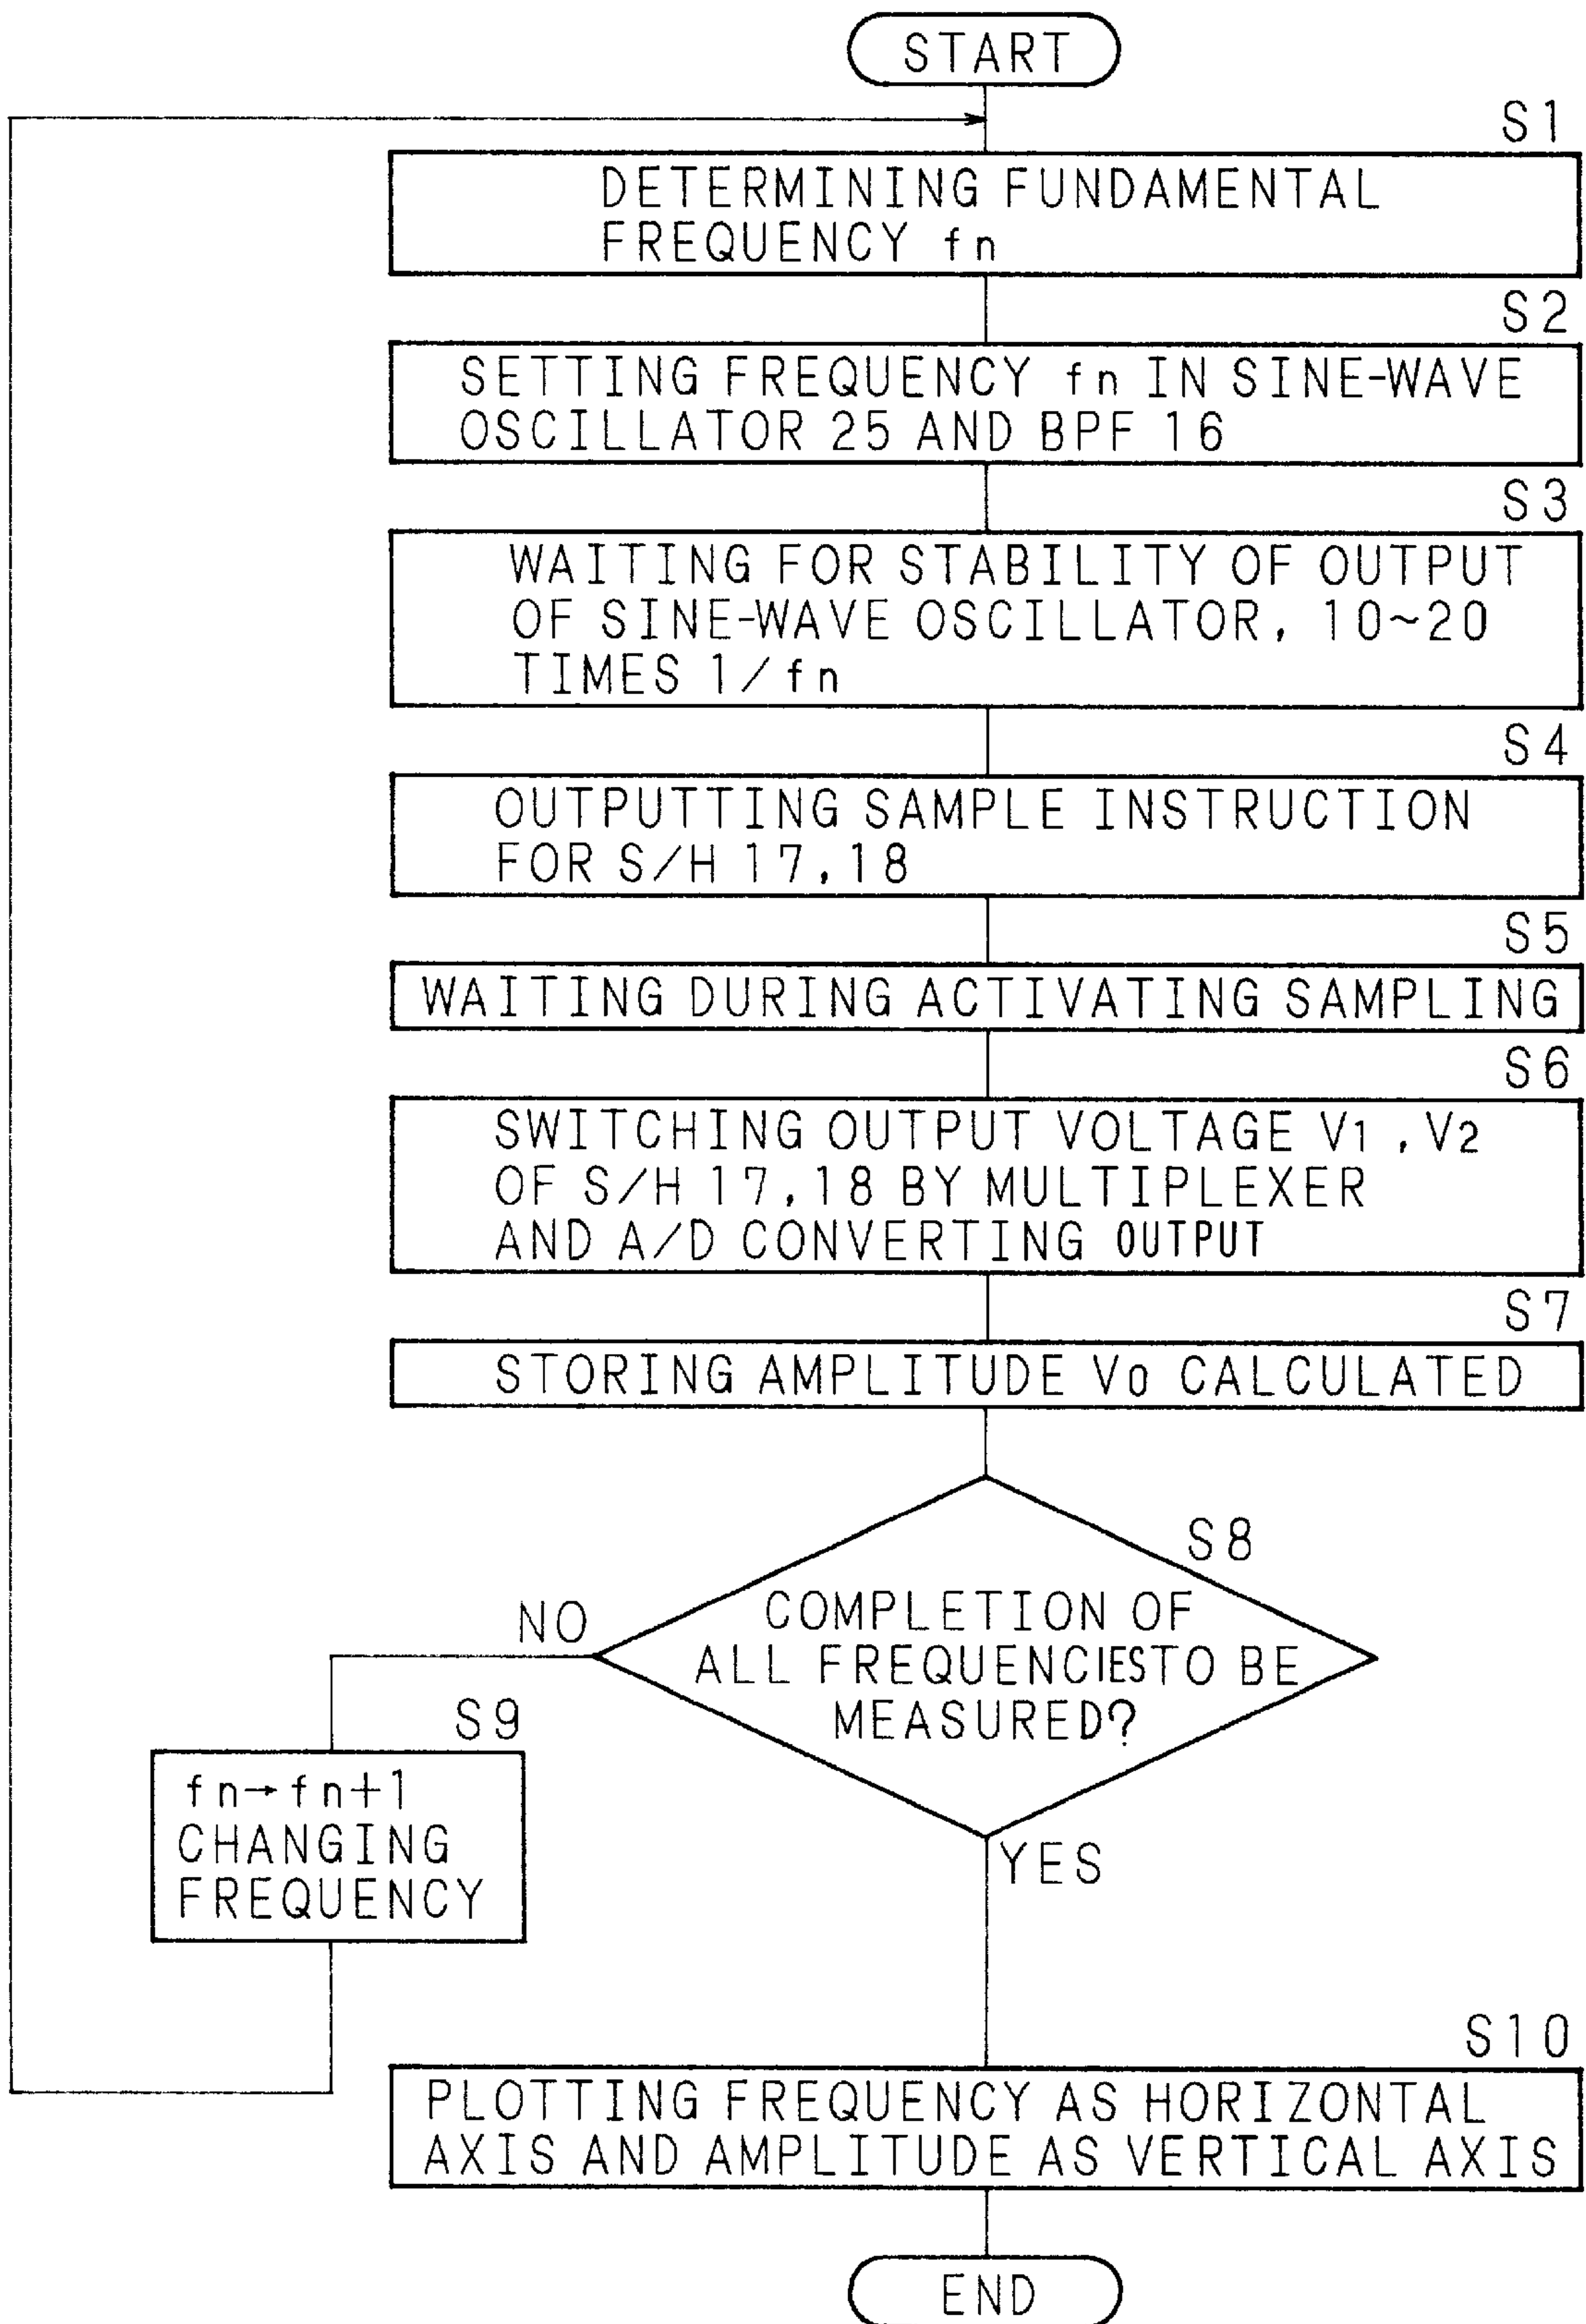 START
S1
DETERMINING FUNDAMENTAL
FREQUENCY fn
S2
SETTING FREQUENCY fn IN SINE-WAVE
OSCILLATOR 25 AND BPF 16
S3
WAITING FOR STABILITY OF OUTPUT
OF SINE-WAVE OSCILLATOR, 10~20
TIMES 1/fn
S4
OUTPUTTING SAMPLE INSTRUCTION
FOR S/H 17,18
S5
WAITING DURING ACTIVATING SAMPLING
S6
SWITCHING OUTPUT VOLTAGE V1 ,V2
OF S/H 17,18 BY MULTIPLEXER
AND A/D CONVERTING OUTPUT
S7
STORING AMPLITUDE V0 CALCULATED
S8
COMPLETION OF
ALL FREQUENCIES TO BE
MEASURED?
NO
S9
fn→fn+1
CHANGING
FREQUENCY
YES
S10
PLOTTING FREQUENCY AS HORIZONTAL
AXIS AND AMPLITUDE AS VERTICAL AXIS
END